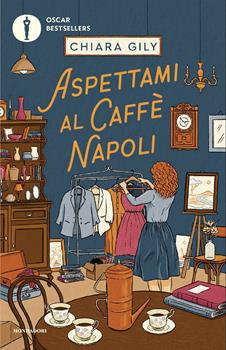 OSCAR
BESTSELLERS
CHIARA GILY
ASPETTAMI
AL CAFFÈ
NAPOLI
MONDADORI